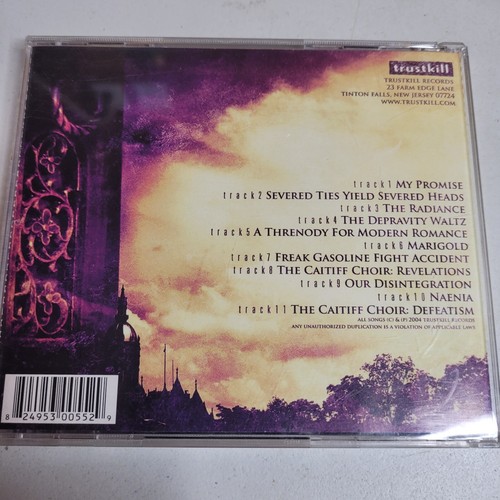 trustkill
TRUSTKILL RECORDS
23 FARM EDGE LANE
TINTON FALLS, NEW JERSEY 07724
WWW.TRUSTKILL.COM
track1 MY PROMISE
track2 SEVERED TIES YIELD SEVERED HEADS
track3 THE RADIANCE
track4 THE DEPRAVITY WALTZ
track5 A THRENODY FOR MODERN ROMANCE
track6 MARIGOLD
track7 FREAK GASOLINE FIGHT ACCIDENT
track8 THE CAITIFF CHOIR: REVELATIONS
track9 OUR DISINTEGRATION
track10 NAENIA
track11 THE CAITIFF CHOIR: DEFEATISM
ALL SONGS (C) & (P) 2004 TRUSTKILL RECORDS
ANY UNAUTHORIZED DUPLICATION IS A VIOLATION OF APPLICABLE LAWS
8 24953 00552 9